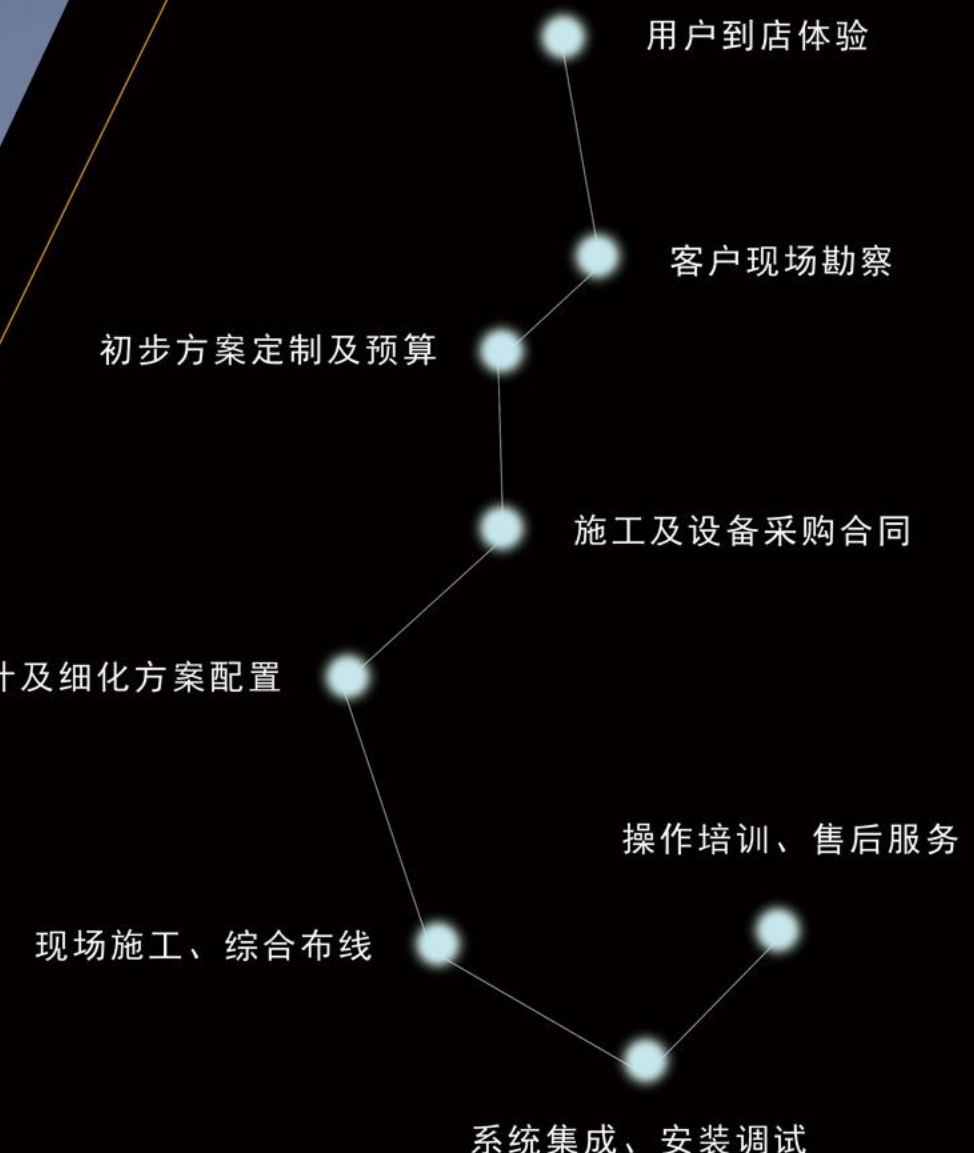 用户到店体验
客户现场勘察
初步方案定制及预算
施工及设备采购合同
计及细化方案配置
操作培训、售后服务
现场施工、综合布线
系统集成、安装调试